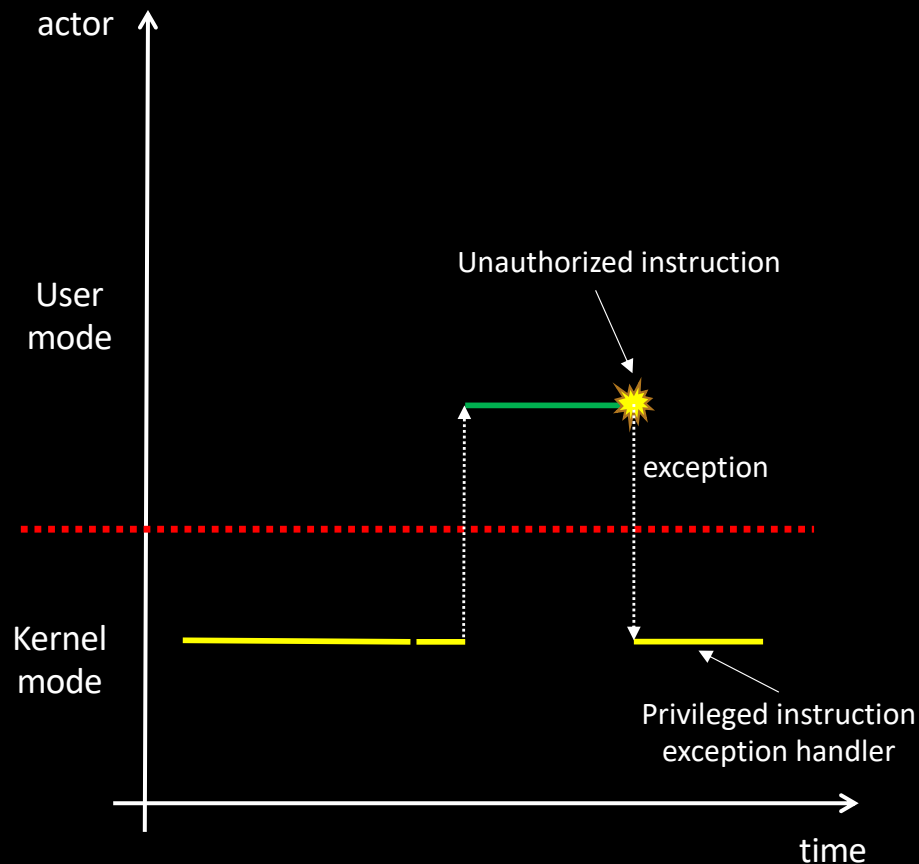 actor
Unauthorized instruction
User
mode
exception
Kernel
mode
Privileged instruction
exception handler
time